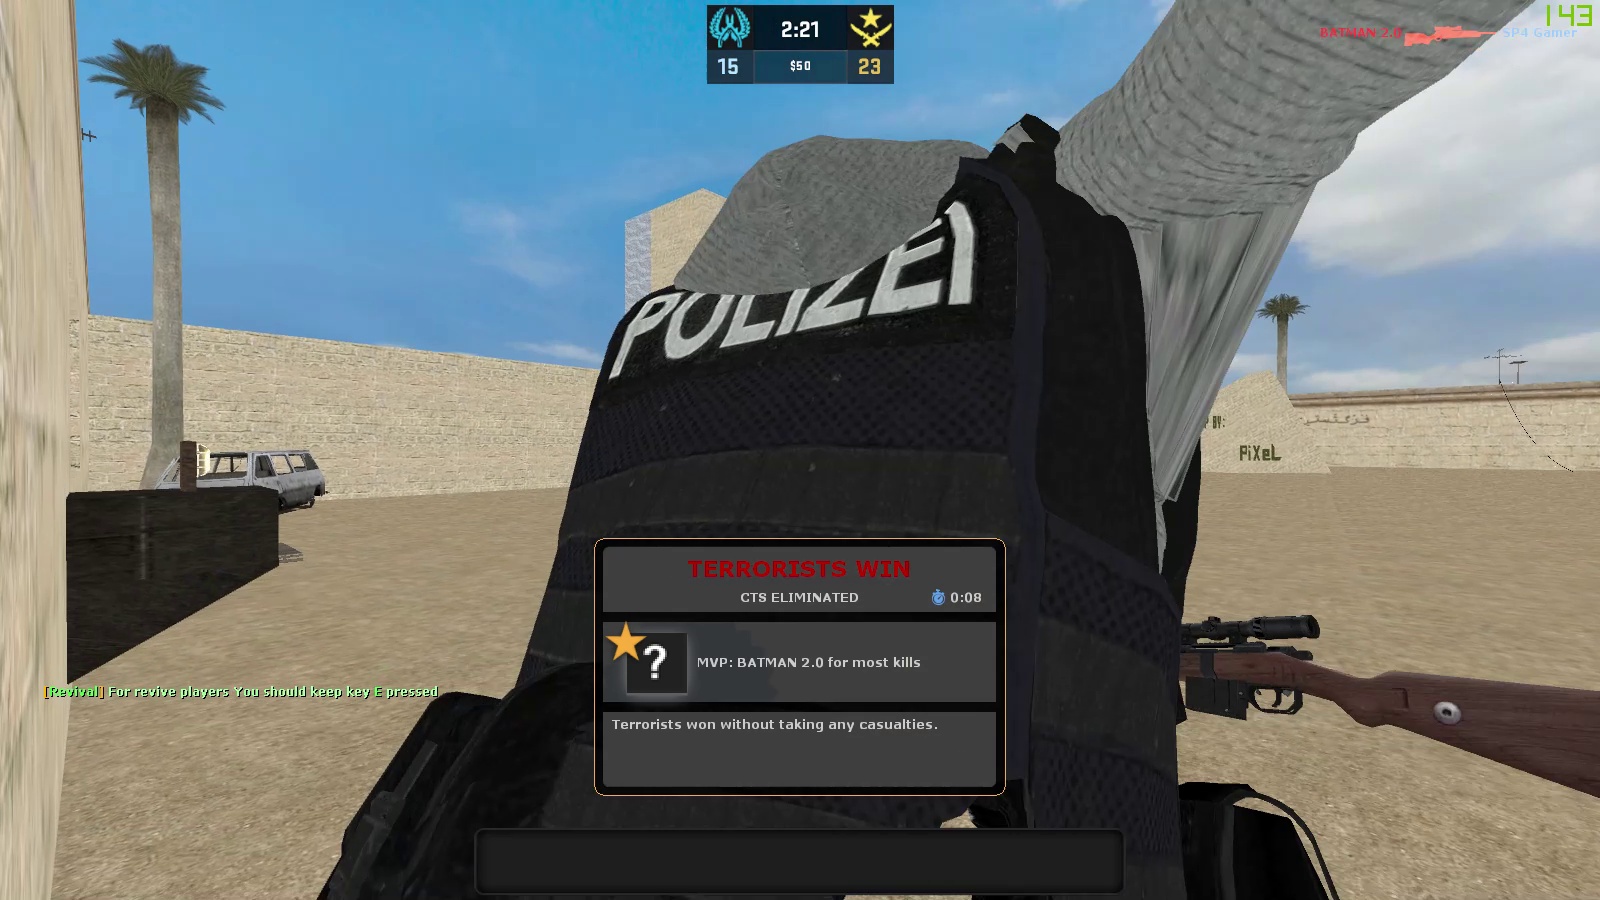 143
2:21
15
$50
23
BATMAN 2.0 SP4 Gamer
POLIZEI
BY:
PiXeL
TERRORISTS WIN
CTS ELIMINATED
0:08
?
MVP: BATMAN 2.0 for most kills
[Revival] For revive players You should keep key E pressed
Terrorists won without taking any casualties.